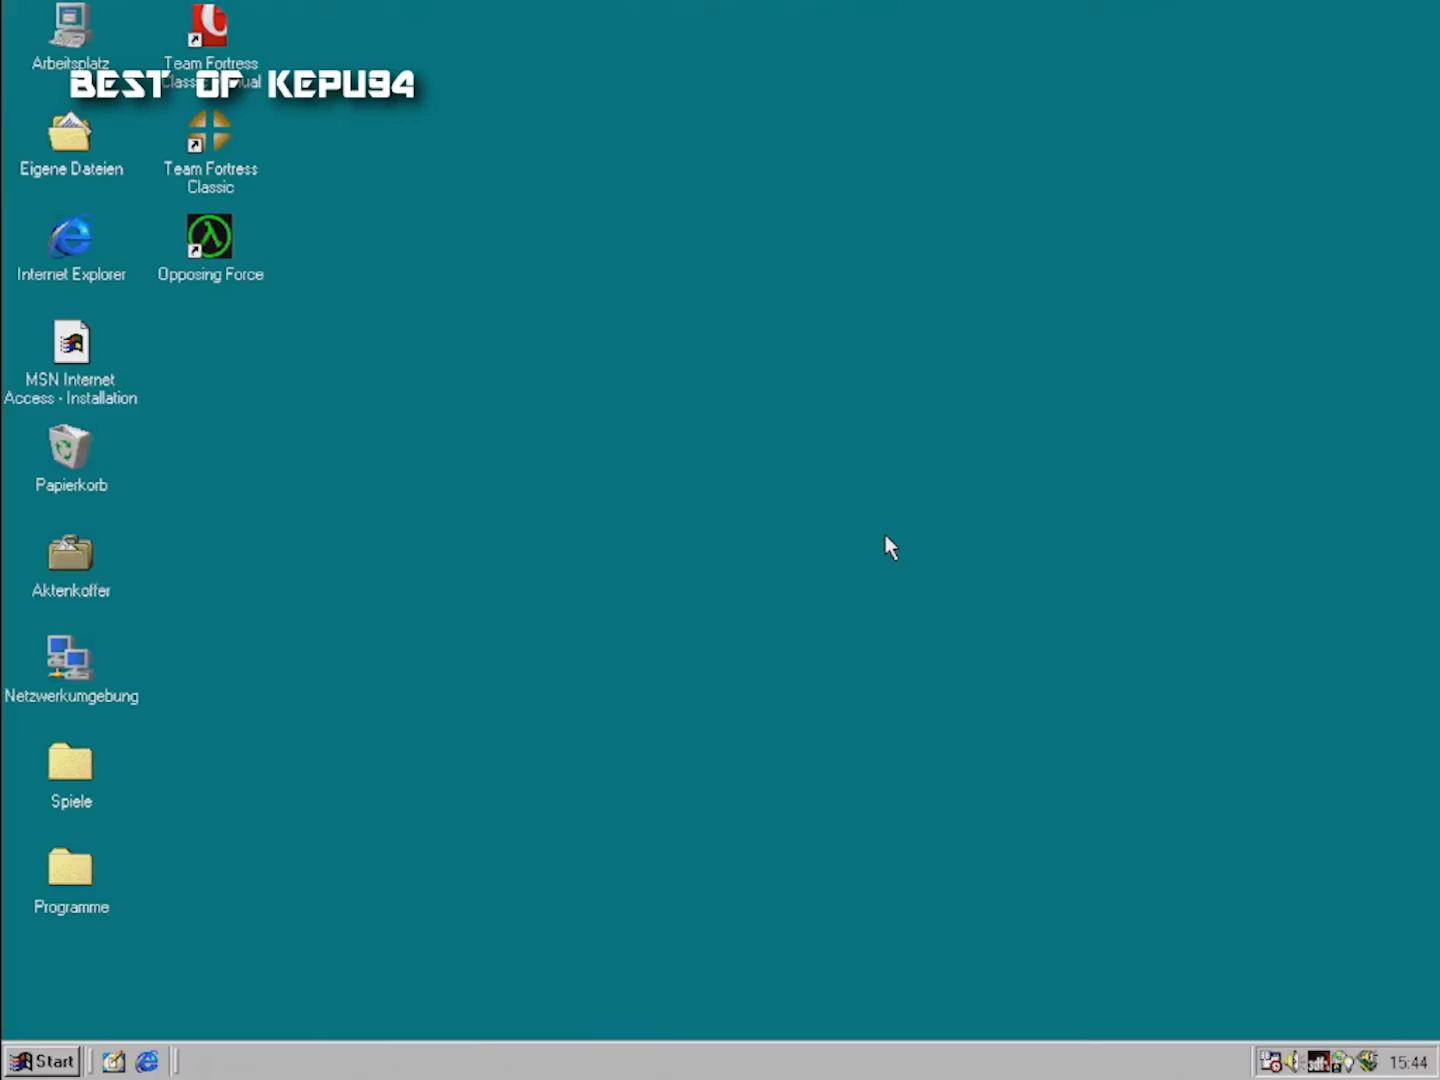 Arbeitsplatz
Team Fortress
BEST OF KEPU94
Eigene Dateien
Team Fortress
Classic
Internet Explorer
Opposing Force
MSN Internet
Access - Installation
Papierkorb
Aktenkoffer
Netzwerkumgebung
Spiele
Programme
Start
15:44